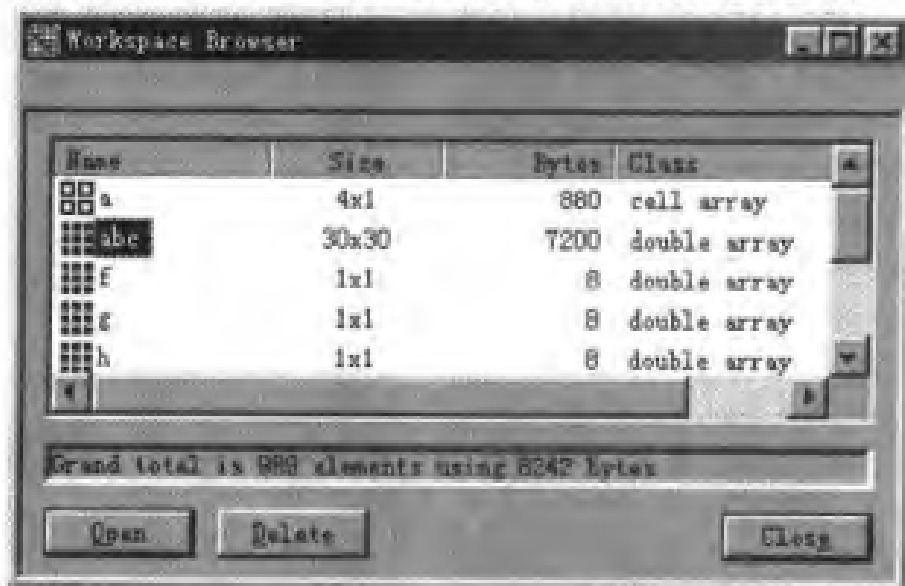 Workspace Browser
Name Size Bytes Class
a 4x1 880 cell array
abc 30x30 7200 double array
f 1x1 8 double array
g 1x1 8 double array
h 1x1 8 double array
Grand total is elements using 8242 bytes
Open Delete Close